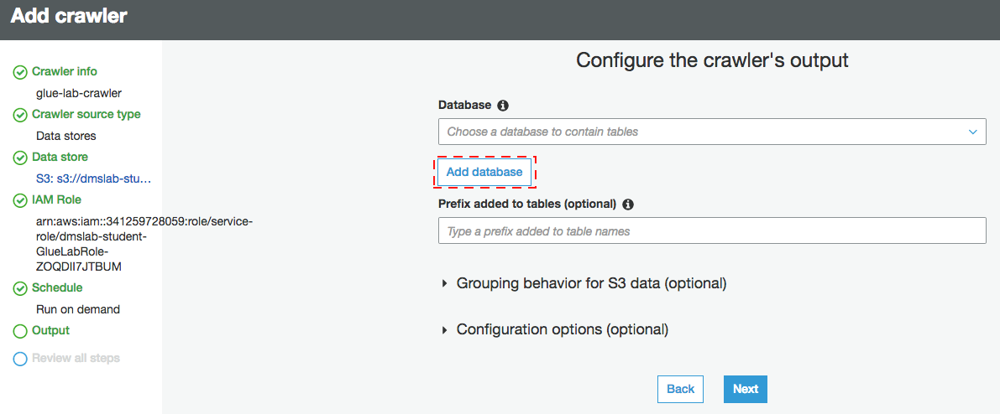 Add crawler
Crawler info
glue-lab-crawler
Crawler source type
Data stores
Data store
S3: s3://dmslab-stu...
IAM Role
arn:aws:iam::341259728059:role/service-
role/dmslab-student-
GlueLabRole-
ZOQDII7JTBUM
Schedule
Run on demand
Output
Review all steps
Configure the crawler's output
Database
Choose a database to contain tables
Add database
Prefix added to tables (optional)
Type a prefix added to table names
Grouping behavior for S3 data (optional)
Configuration options (optional)
Back
Next